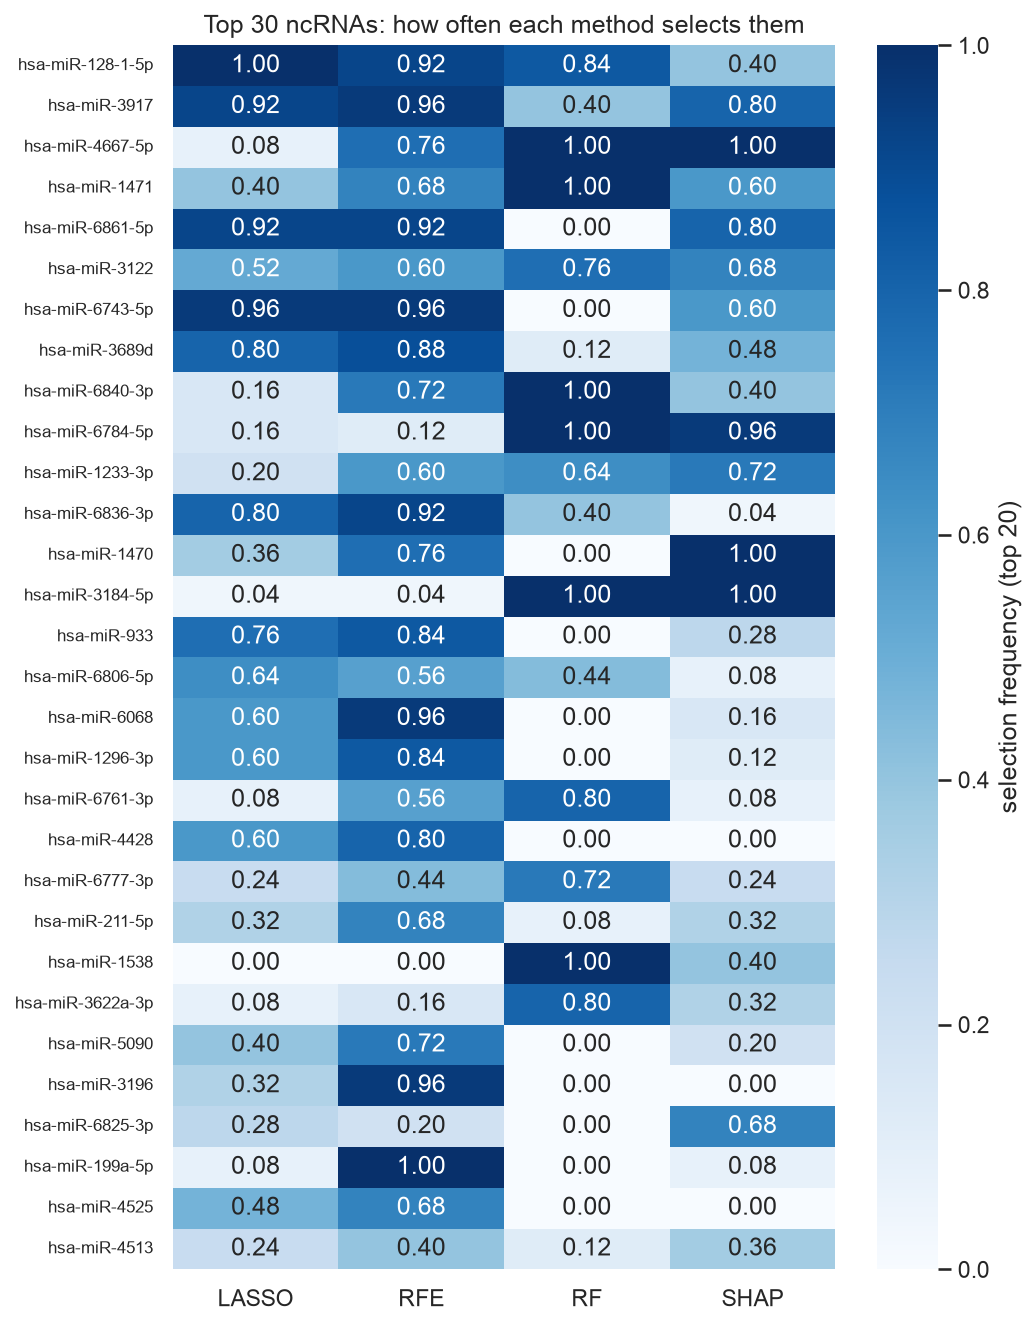 Top 30 ncRNAs: how often each method selects them
hsa-miR-128-1-5p 1.00 0.92 0.84 0.40
hsa-miR-3917 0.92 0.96 0.40 0.80
hsa-miR-4667-5p 0.08 0.76 1.00 1.00
hsa-miR-1471 0.40 0.68 1.00 0.60
hsa-miR-6861-5p 0.92 0.92 0.00 0.80
hsa-miR-3122 0.52 0.60 0.76 0.68
hsa-miR-6743-5p 0.96 0.96 0.00 0.60
hsa-miR-3689d 0.80 0.88 0.12 0.48
hsa-miR-6840-3p 0.16 0.72 1.00 0.40
hsa-miR-6784-5p 0.16 0.12 1.00 0.96
hsa-miR-1233-3p 0.20 0.60 0.64 0.72
hsa-miR-6836-3p 0.80 0.92 0.40 0.04
hsa-miR-1470 0.36 0.76 0.00 1.00
hsa-miR-3184-5p 0.04 0.04 1.00 1.00
hsa-miR-933 0.76 0.84 0.00 0.28
hsa-miR-6806-5p 0.64 0.56 0.44 0.08
hsa-miR-6068 0.60 0.96 0.00 0.16
hsa-miR-1296-3p 0.60 0.84 0.00 0.12
hsa-miR-6761-3p 0.08 0.56 0.80 0.08
hsa-miR-4428 0.60 0.80 0.00 0.00
hsa-miR-6777-3p 0.24 0.44 0.72 0.24
hsa-miR-211-5p 0.32 0.68 0.08 0.32
hsa-miR-1538 0.00 0.00 1.00 0.40
hsa-miR-3622a-3p 0.08 0.16 0.80 0.32
hsa-miR-5090 0.40 0.72 0.00 0.20
hsa-miR-3196 0.32 0.96 0.00 0.00
hsa-miR-6825-3p 0.28 0.20 0.00 0.68
hsa-miR-199a-5p 0.08 1.00 0.00 0.08
hsa-miR-4525 0.48 0.68 0.00 0.00
hsa-miR-4513 0.24 0.40 0.12 0.36
LASSO RFE RF SHAP
1.0
0.8
0.6
0.4
0.2
0.0
selection frequency (top 20)